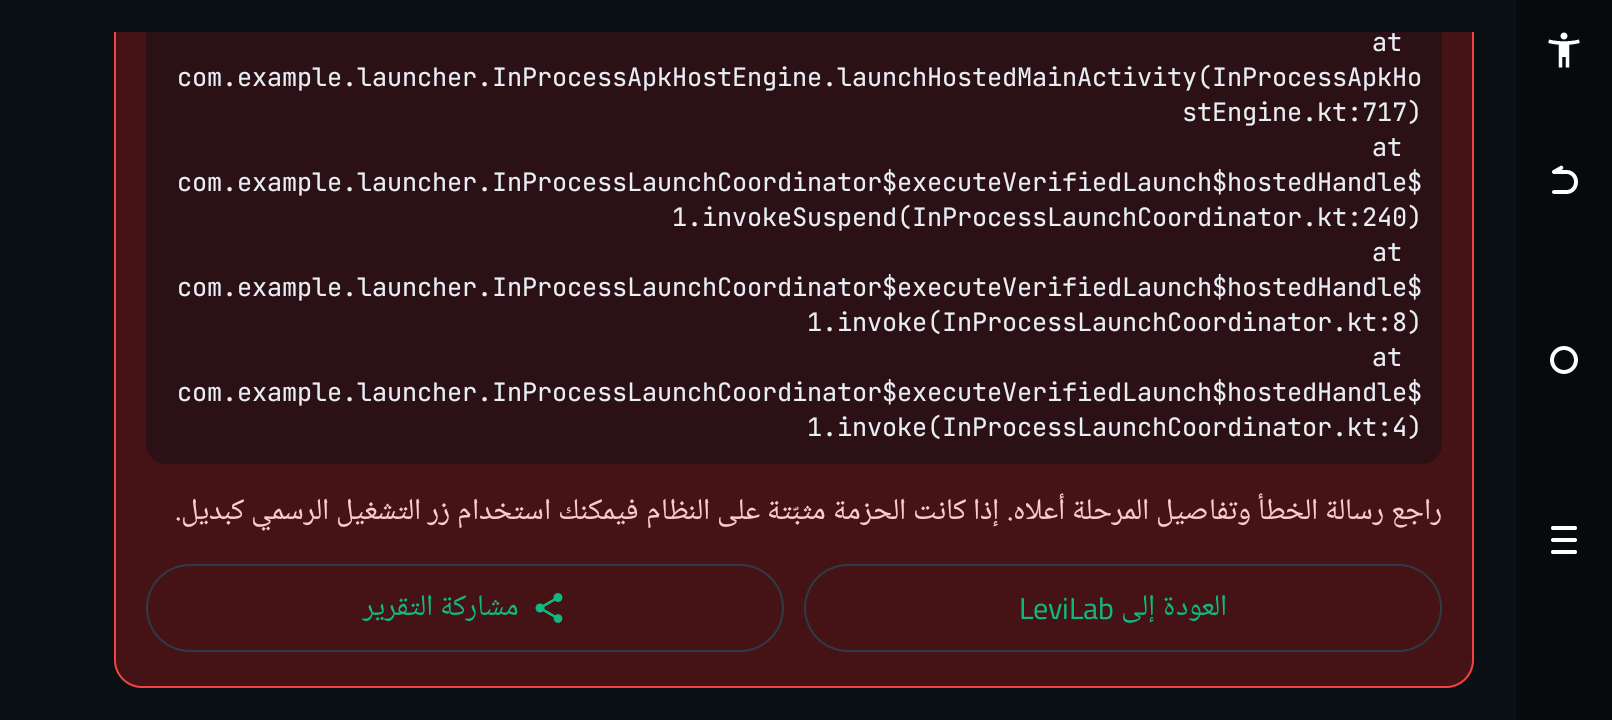 at
com.example.launcher.InProcessApkHostEngine.launchHostedMainActivity(InProcessApkHo
stEngine.kt:717)
at
com.example.launcher.InProcessLaunchCoordinator$executeVerifiedLaunch$hostedHandle$
1.invokeSuspend(InProcessLaunchCoordinator.kt:240)
at
com.example.launcher.InProcessLaunchCoordinator$executeVerifiedLaunch$hostedHandle$
1.invoke(InProcessLaunchCoordinator.kt:8)
at
com.example.launcher.InProcessLaunchCoordinator$executeVerifiedLaunch$hostedHandle$
1.invoke(InProcessLaunchCoordinator.kt:4)
راجع رسالة الخطأ وتفاصيل المرحلة أعلاه. إذا كانت الحزمة مثبّتة على النظام فيمكنك استخدام زر التشغيل الرسمي كبديل.
العودة إلى LeviLab
مشاركة التقرير